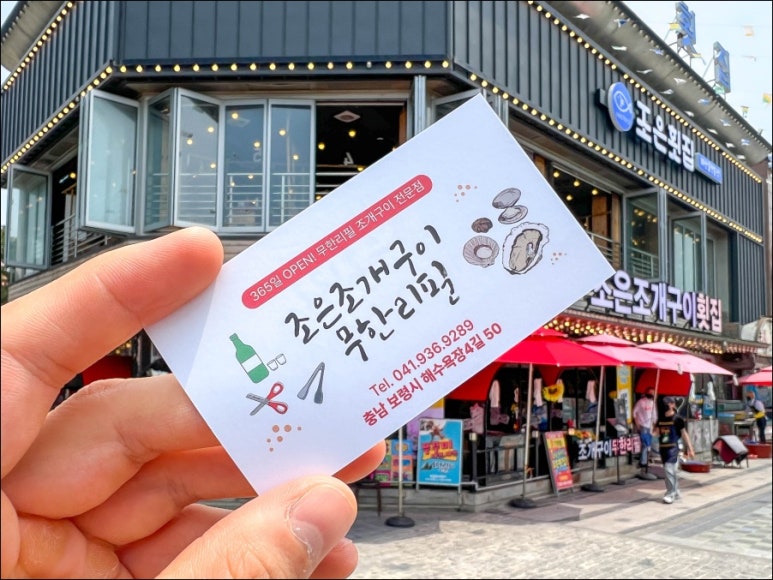 365일 OPEN! 무한리필 조개구이 전문점
조은조개구이
무한리필
Tel. 041.936.9289
충남 보령시 해수욕장4길 50
조은횟집
조은조개구이횟집
조개구이무한리필